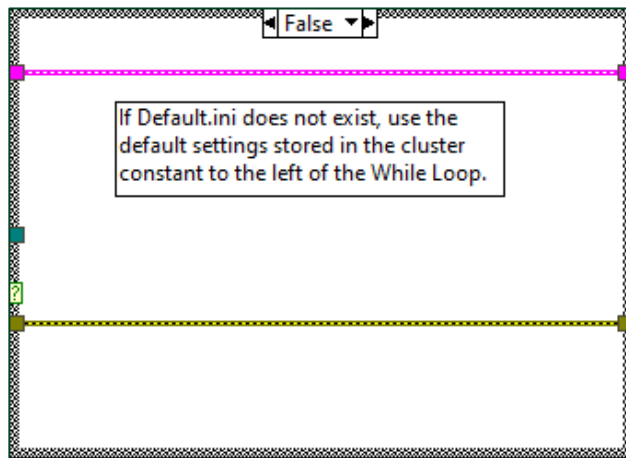 False
If Default.ini does not exist, use the
default settings stored in the cluster
constant to the left of the While Loop.
?